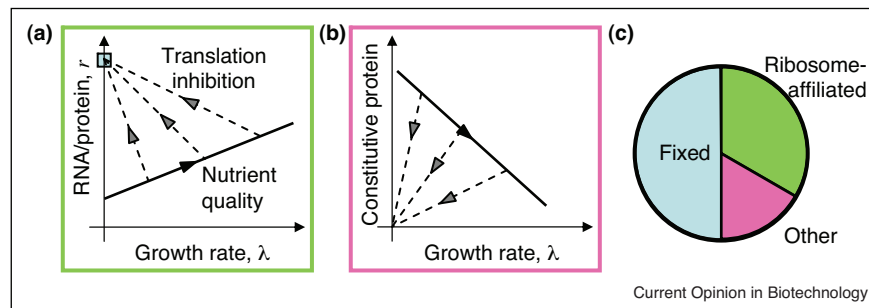 (a)
RNA/protein, r
Translation
inhibition
Nutrient
quality
Growth rate, λ
(b)
Constitutive protein
Growth rate, λ
(c)
Ribosome-
affiliated
Fixed
Other
Current Opinion in Biotechnology